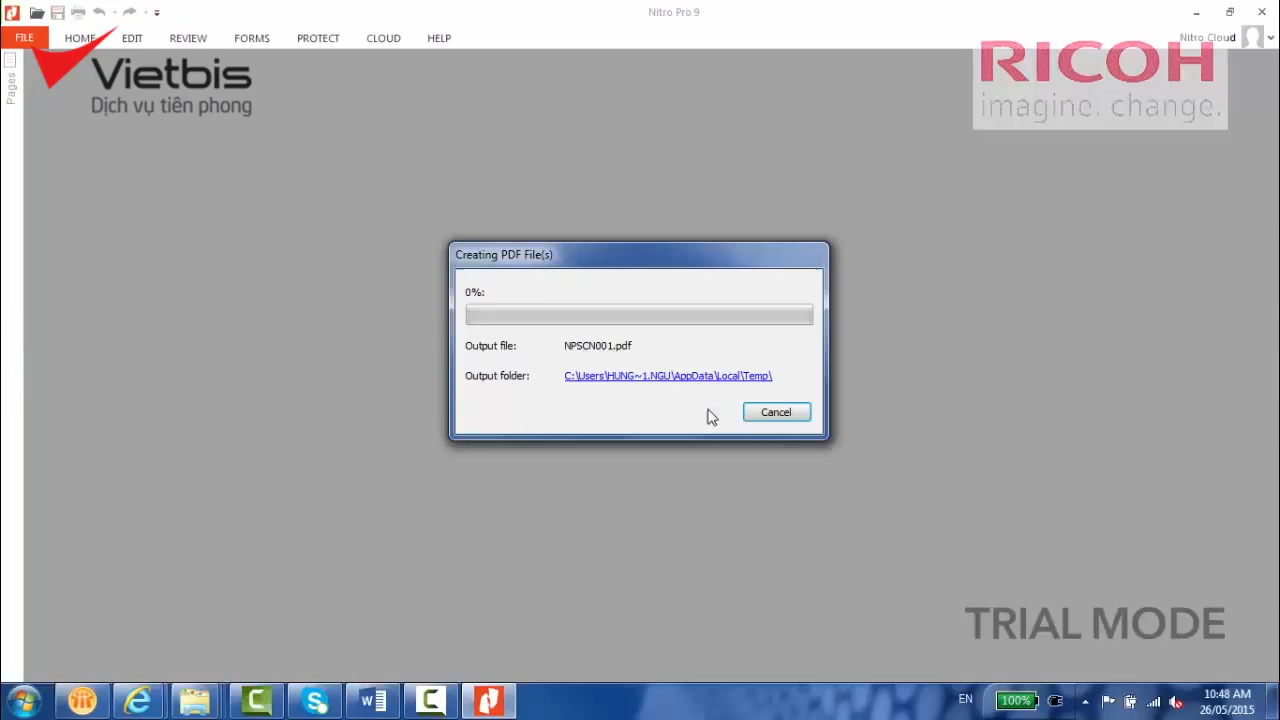 Nitro Pro 9
FILE HOME EDIT REVIEW FORMS PROTECT CLOUD HELP
Nitro Cloud
Pages
Vietbis
Dịch vụ tiên phong
RICOH
imagine. change.
Creating PDF File(s)
0%:
Output file: NPSCN001.pdf
Output folder: C:\Users\HUNG~1.NGU\AppData\Local\Temp\
Cancel
TRIAL MODE
EN 100% 10:48 AM
26/05/2015